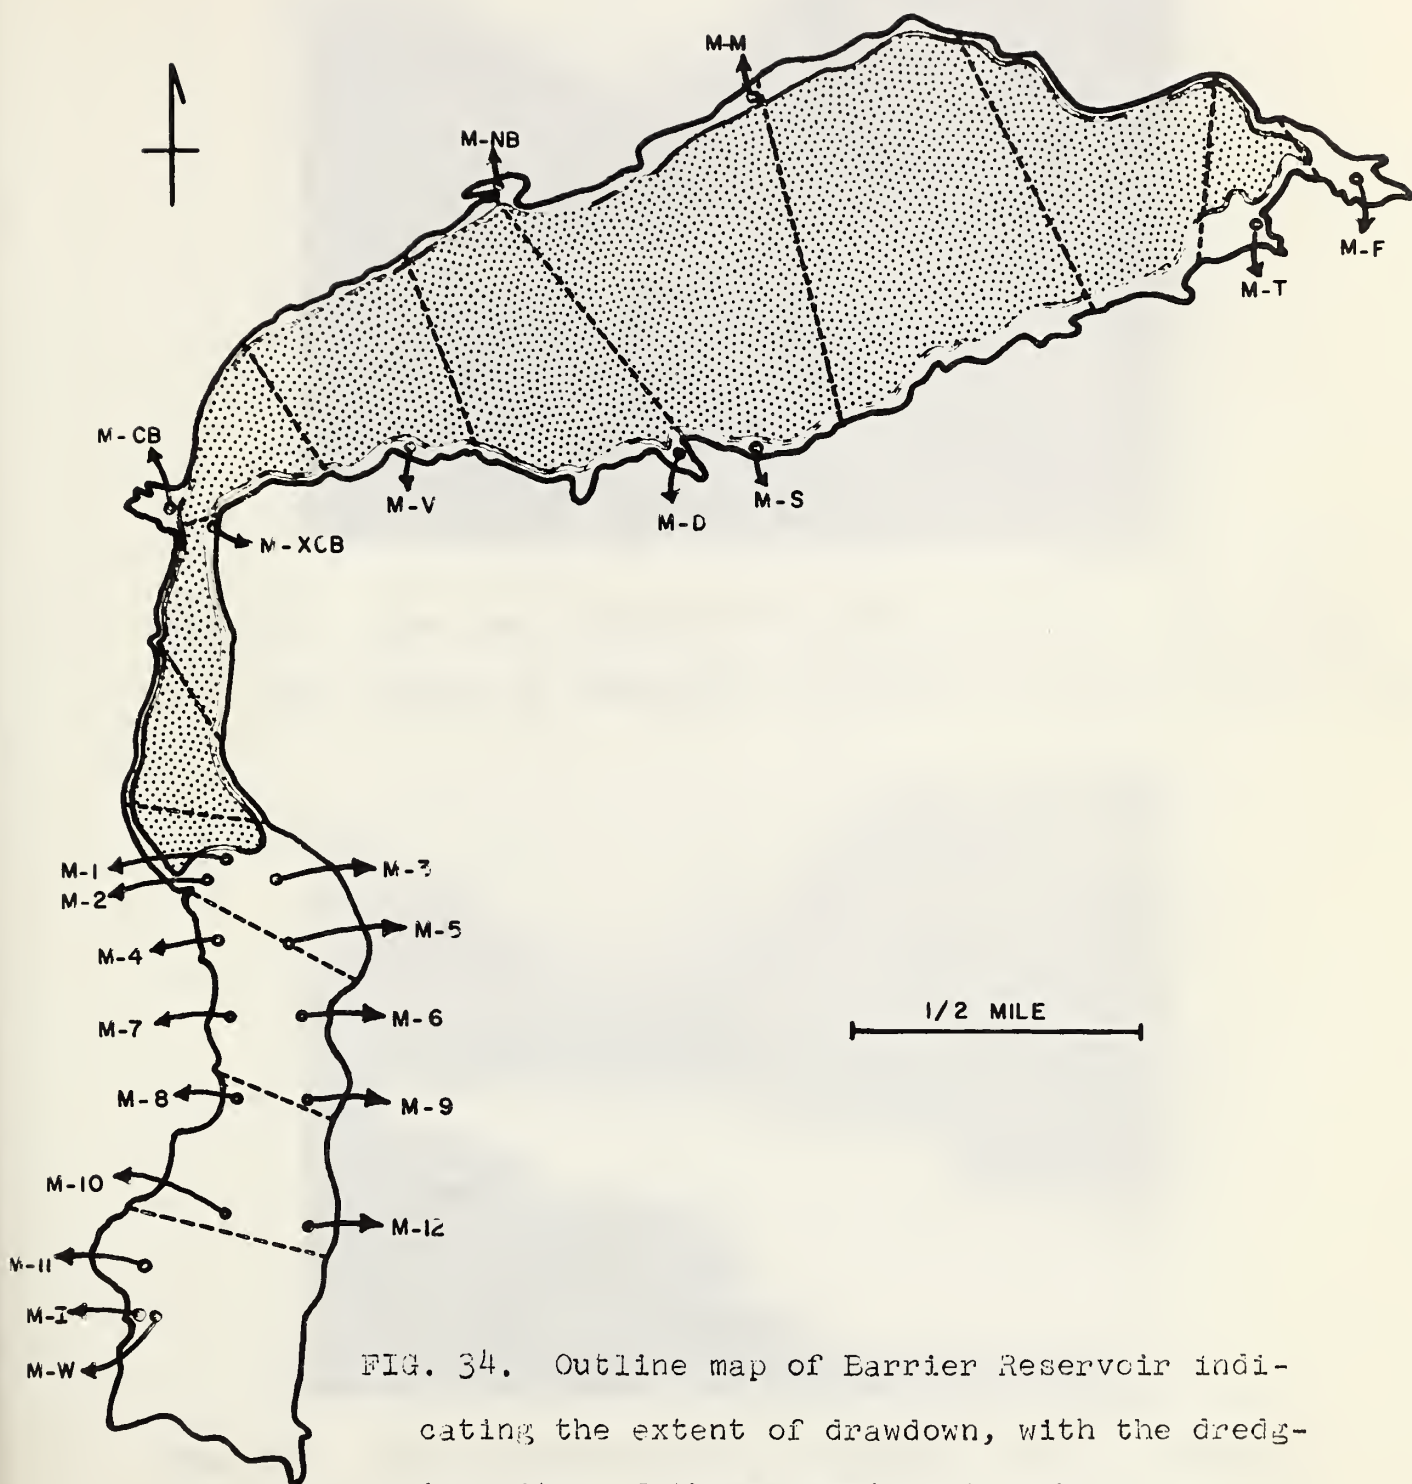 M-M
M-NB
M-F
M-T
M-CB
M-V
M-S
M-D
M-XCB
M-1
M-3
M-2
M-5
M-4
1/2 MILE
M-7
M-6
M-8
M-9
M-10
M-12
M-11
M-I
M-W
FIG. 34. Outline map of Barrier Reservoir indi-
cating the extent of drawdown, with the dredg-